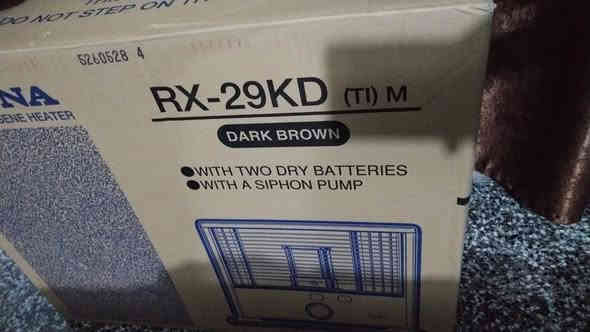 DO NOT STEP ON
5260528 4
NA
SENE HEATER
RX-29KD (TI) M
DARK BROWN
●WITH TWO DRY BATTERIES
●WITH A SIPHON PUMP